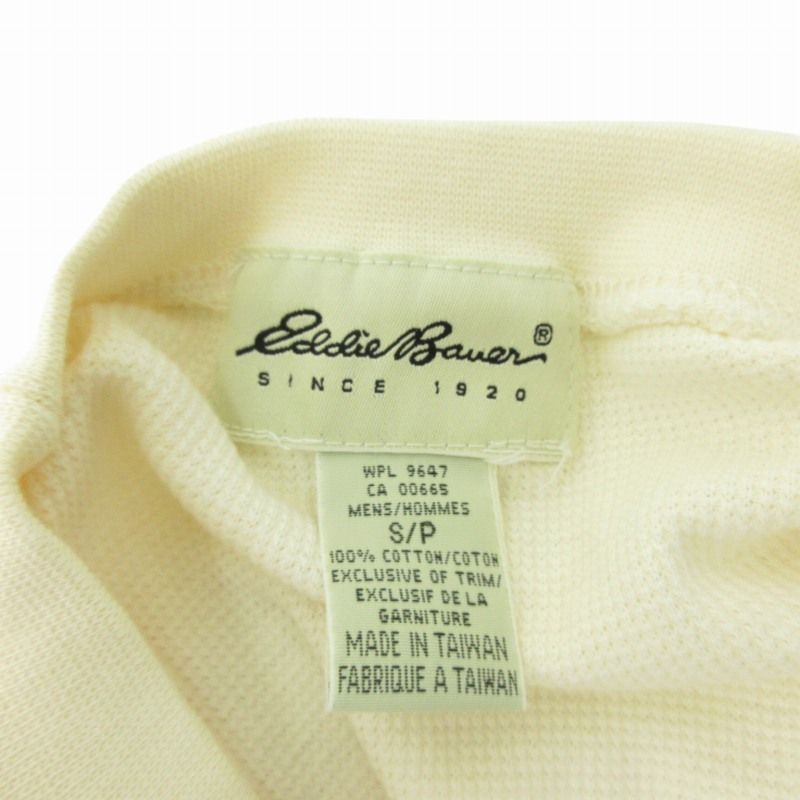 Eddie Bauer®
SINCE 1920
WPL 9647
CA 00665
MENS/HOMMES
S/P
100% COTTON/COTON
EXCLUSIVE OF TRIM/
EXCLUSIF DE LA
GARNITURE
MADE IN TAIWAN
FABRIQUE A TAIWAN